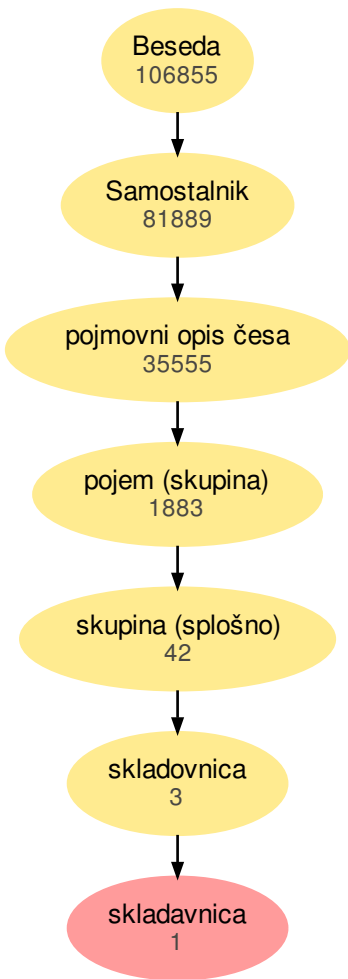 Beseda
106855
Samostalnik
81889
pojmovni opis česa
35555
pojem (skupina)
1883
skupina (splošno)
42
skladovnica
3
skladavnica
1